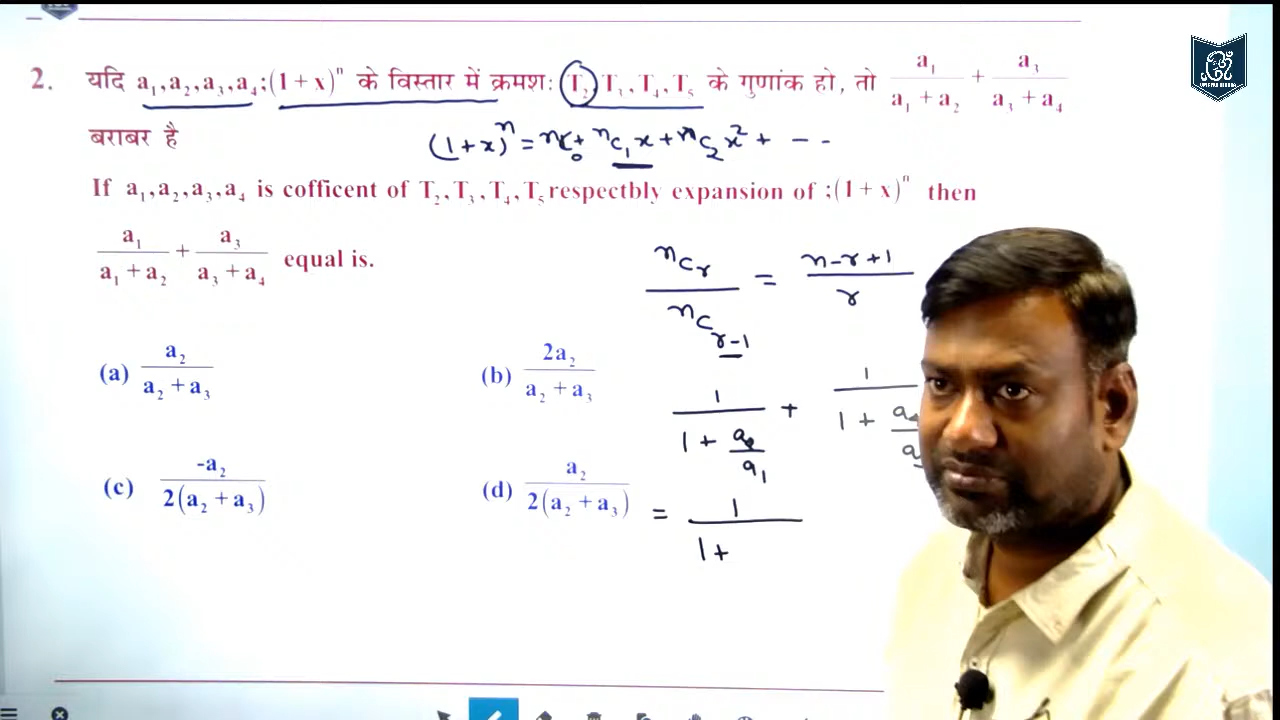 2. यदि a₁,a₂,a₃,a₄;(1+x)ⁿ के विस्तार में क्रमशः T₂ T₃,T₄,T₅ के गुणांक हो, तो a₁/(a₁+a₂) + a₃/(a₃+a₄)
बराबर है
(1+x)ⁿ = ⁿC₀+ ⁿC₁x+ⁿC₂x²+ - -
If a₁,a₂,a₃,a₄ is cofficent of T₂,T₃,T₄,T₅ respectbly expansion of ;(1+x)ⁿ then
a₁/(a₁+a₂) + a₃/(a₃+a₄) equal is.
ⁿCᵣ/ⁿCᵣ₋₁ = (n-r+1)/r
(a) a₂/(a₂+a₃)
(b) 2a₂/(a₂+a₃)
1/(1+a₂/a₁) + 1/(1+a₄/a
(c) -a₂/2(a₂+a₃)
(d) a₂/2(a₂+a₃)
= 1/(1+